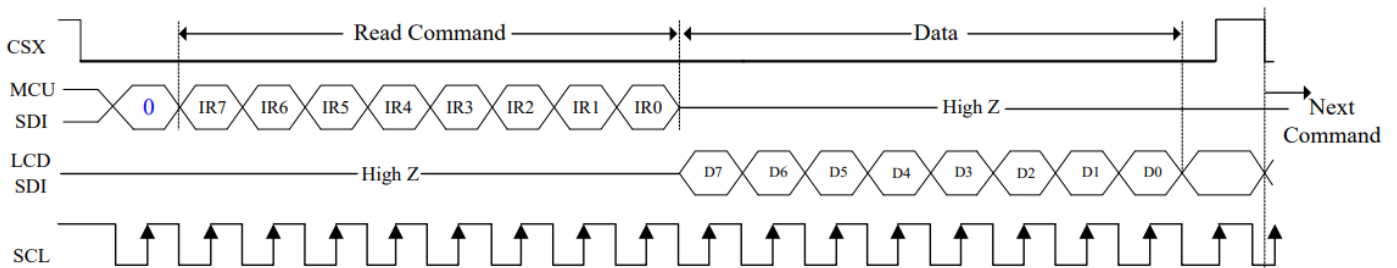 Read Command
Data
CSX
MCU
SDI
0
IR7
IR6
IR5
IR4
IR3
IR2
IR1
IR0
High Z
Next
Command
LCD
SDI
High Z
D7
D6
D5
D4
D3
D2
D1
D0
SCL